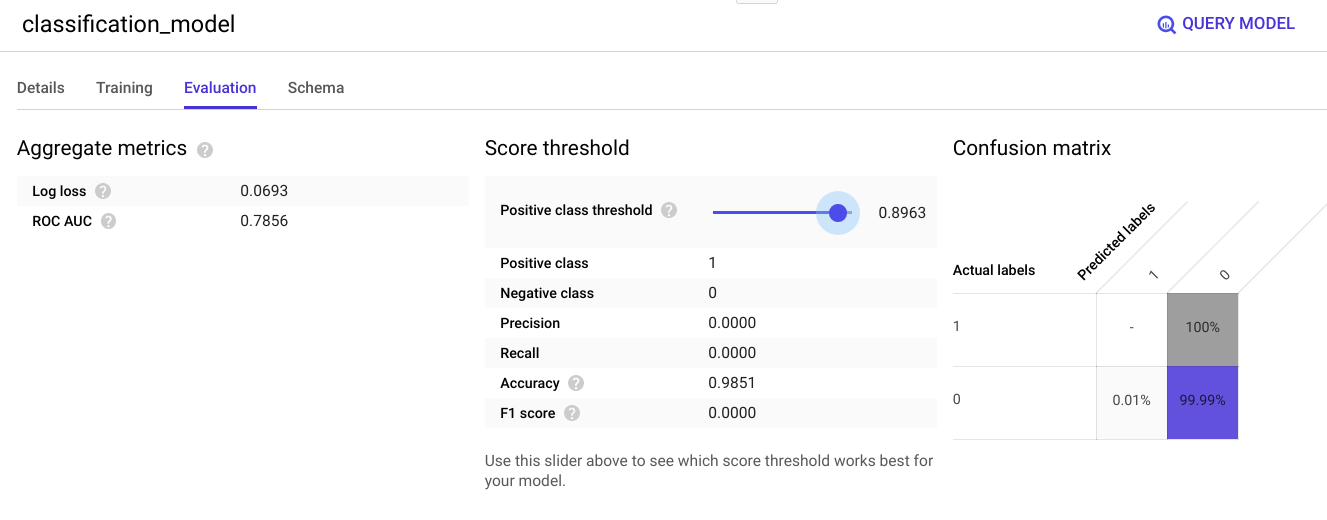 classification_model
QUERY MODEL
Details Training Evaluation Schema
Aggregate metrics ?
Log loss ? 0.0693
ROC AUC ? 0.7856
Score threshold
Positive class threshold ? 0.8963
Positive class 1
Negative class 0
Precision 0.0000
Recall 0.0000
Accuracy ? 0.9851
F1 score ? 0.0000
Use this slider above to see which score threshold works best for
your model.
Confusion matrix
Predicted labels
Actual labels 1 0
1 - 100%
0 0.01% 99.99%